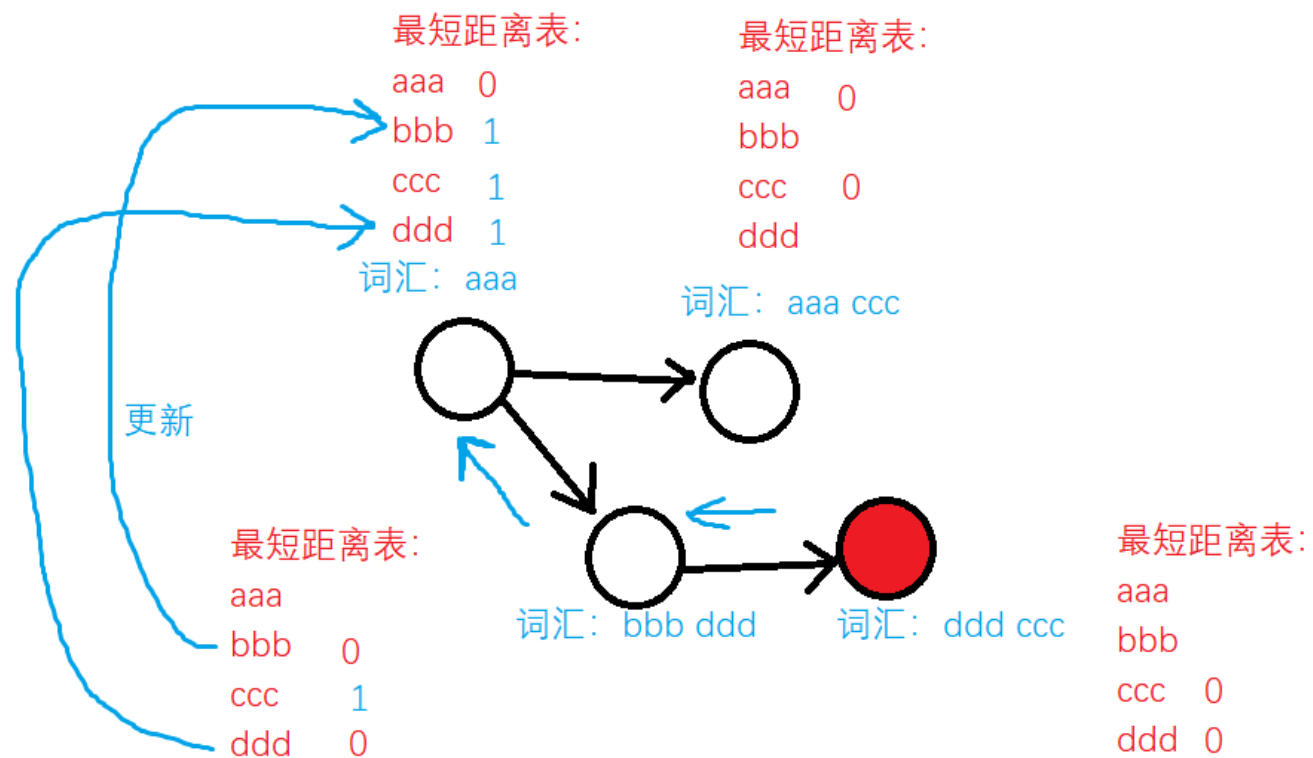 最短距离表：
aaa 0
bbb 1
ccc 1
ddd 1
词汇：aaa
最短距离表：
aaa 0
bbb
ccc 0
ddd
词汇：aaa ccc
更新
最短距离表：
aaa
bbb 0
ccc 1
ddd 0
词汇：bbb ddd
词汇：ddd ccc
最短距离表：
aaa
bbb
ccc 0
ddd 0